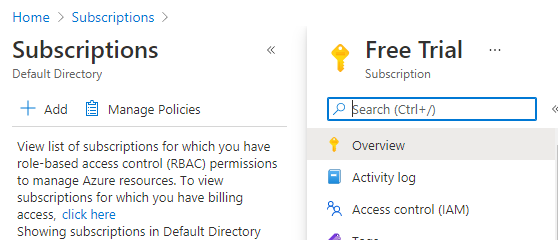 Home > Subscriptions >
Subscriptions «
Default Directory
+ Add Manage Policies
View list of subscriptions for which you have
role-based access control (RBAC) permissions
to manage Azure resources. To view
subscriptions for which you have billing
access, click here
Showing subscriptions in Default Directory
Free Trial ...
Subscription
Search (Ctrl+/) «
Overview
Activity log
Access control (IAM)
Tags